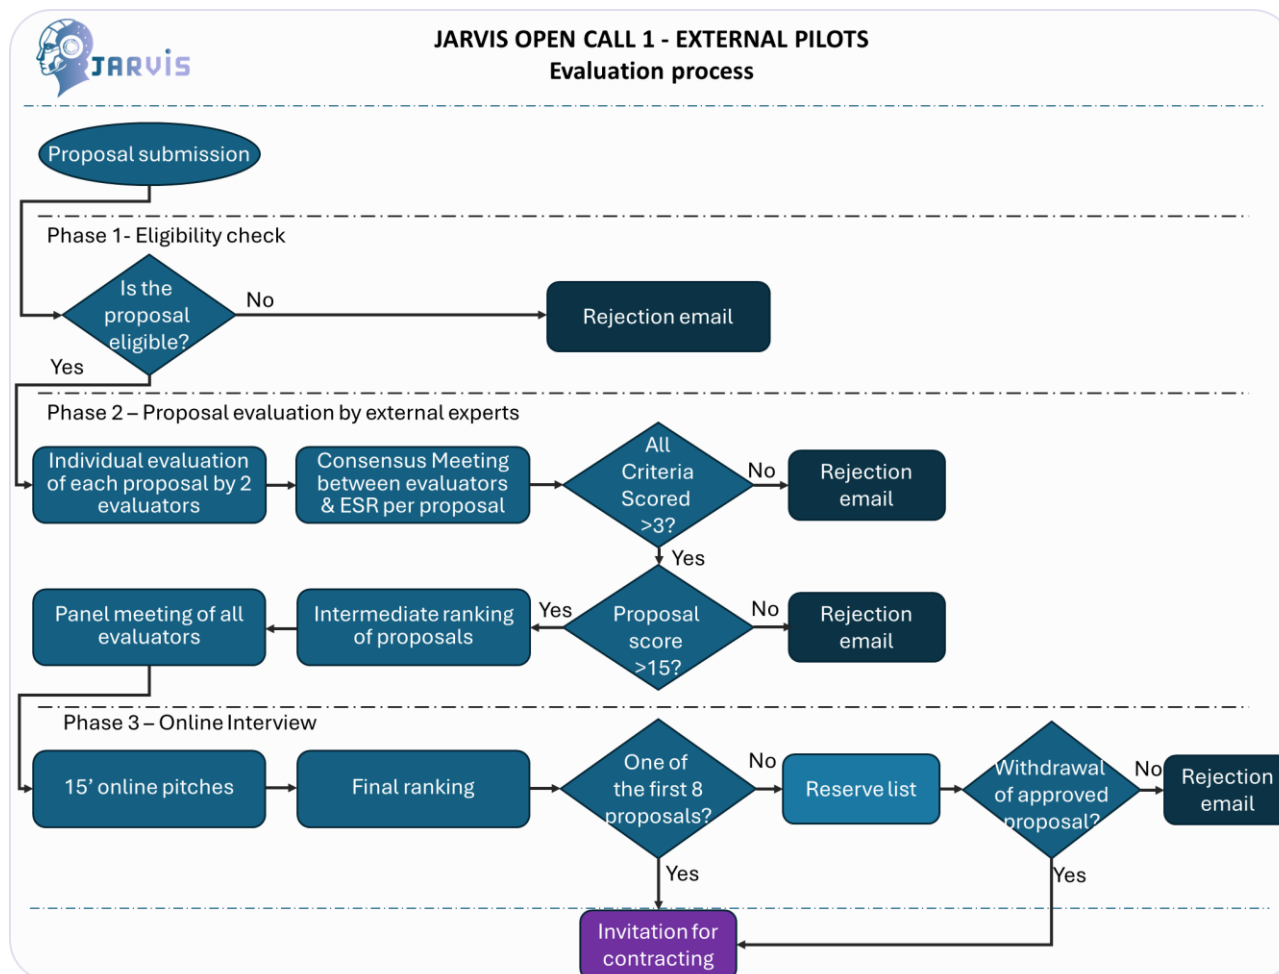 JARVIS
JARVIS OPEN CALL 1 - EXTERNAL PILOTS
Evaluation process
Proposal submission
Phase 1- Eligibility check
Is the
proposal
eligible?
No
Rejection email
Yes
Phase 2 – Proposal evaluation by external experts
Individual evaluation
of each proposal by 2
evaluators
Consensus Meeting
between evaluators
& ESR per proposal
All
Criteria
Scored
>3?
No
Rejection
email
Yes
Panel meeting of all
evaluators
Intermediate ranking
of proposals
Yes
Proposal
score
>15?
No
Rejection
email
Phase 3 – Online Interview
15' online pitches
Final ranking
One of
the first 8
proposals?
No
Reserve list
Withdrawal
of approved
proposal?
No
Rejection
email
Yes
Yes
Invitation for
contracting